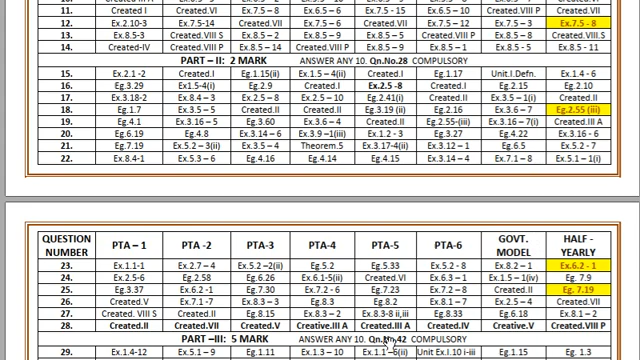 11. Created I Created.VI Ex.7.5 – 6 Ex.6.5 – 6 Ex.7.5 - 15 Ex.6.5 – 10 Created.VIII P Created.VII
12. Ex.2.10-3 Ex.7.5-14 Created.VII Ex.7.5 – 6 Created.VII Ex.7.5 – 12 Ex.7.5 – 3 Ex.7.5 - 8
13. Ex.8.5-3 Created.VIII S Ex.8.5 – 2 Created.VIII P Ex.8.5 – 5 Created.VIII P Ex.8.5 – 8 Created.VIII.S
14. Created-IV Created.VIII P Ex.8.5 – 14 Created.VIII P Ex.8.5 – 9 Ex.8.5 – 1 Ex.8.5 - 5 Ex.8.5 - 11
PART – II: 2 MARK ANSWER ANY 10. Qn.No.28 COMPULSORY
15. Ex.2.1 -2 Created.I Eg.1.15(ii) Ex.1.5 – 4(ii) Created.I Eg.1.17 Unit.I.Defn. Ex.1.4 - 6
16. Eg.3.29 Ex1.5-4(i) Eg.2.9 Created.I Ex.2.5 -8 Created.I Eg.2.15 Eg.2.10
17. Ex.3.18-2 Ex.8.4 – 3 Ex.2.5 – 8 Ex.2.5 – 10 Eg.2.41(i) Created.II Ex.3.5 – 1(i) Created.II
18. Eg.1.7 Ex.3.5 – 5 Created.II Created.II Eg.3.19 (ii) Eg.2.16 Ex.3.6 – 7 Eg.2.55 (iii)
19. Eg.4.1 Ex.3.16 – 5 Eg.3.60 Ex.3.6 – 4 Created.II Eg.2.55-(iii) Ex.3.16 – 7(i) Created.III A
20. Eg.6.19 Eg.4.8 Ex.3.14 – 6 Ex.3.9 –1(iii) Ex.1.2 - 8 Eg.3.27 Eg.4.22 Ex.3.16 - 6
21. Eg.7.19 Ex.5.2 – 3(ii) Ex.3.5 – 4 Theorem.5 Ex.3.17-4(ii) Ex.3.12 – 1 Eg.6.5 Ex.3.5 - 7
22. Ex.8.4-1 Ex.5.3 – 6 Eg.4.16 Eg.4.14 Eg.4.15 Ex.3.14 – 4 Ex.7.1 – 8 Ex.5.1 – 1(i)
QUESTION NUMBER PTA – 1 PTA -2 PTA-3 PTA-4 PTA-5 PTA-6 GOVT. MODEL HALF - YEARLY
23. Ex.1.1-1 Ex.2.7 – 4 Ex.5.2 –2(ii) Eg.5.2 Eg.5.33 Ex.5.2 - 8 Ex.8.2 – 1 Ex.6.2 - 1
24. Ex.2.5-6 Eg.2.58 Eg.6.26 Ex.6.1-5(ii) Created.VI Ex.6.3 – 1 Ex.1.5 – 1(iv) Eg. 7.9
25. Eg.3.37 Ex.6.2 -1 Eg.7.30 Ex.7.2 - 6 Eg.7.23 Ex.7.2 – 5 Created.II Eg. 7.19
26. Created.V Ex.7.1 -7 Ex.8.3 – 3 Eg.8.3 Eg.8.2 Ex.8.1 – 7 Ex.2.5 – 4 Created.VII
27. Created. VIII S Created.II Eg.8.15 Ex.8.3 - 6 Ex.8.3-8 ii,iii Created.VII Ex.6.8 Ex.8.1 – 2
28. Created.II Created.VII Created.V Creative.III A Created.III A Created.IV Creative.V Created.VIII P
PART –III: 5 MARK ANSWER ANY 10. COMPULSORY
29. Ex.1.4-12 Ex.5.1 – 9 Eg.1.11 Ex.1.3 – 10 Unit Ex.I.10 i-iii Eg.1.15 Eg. 1.3